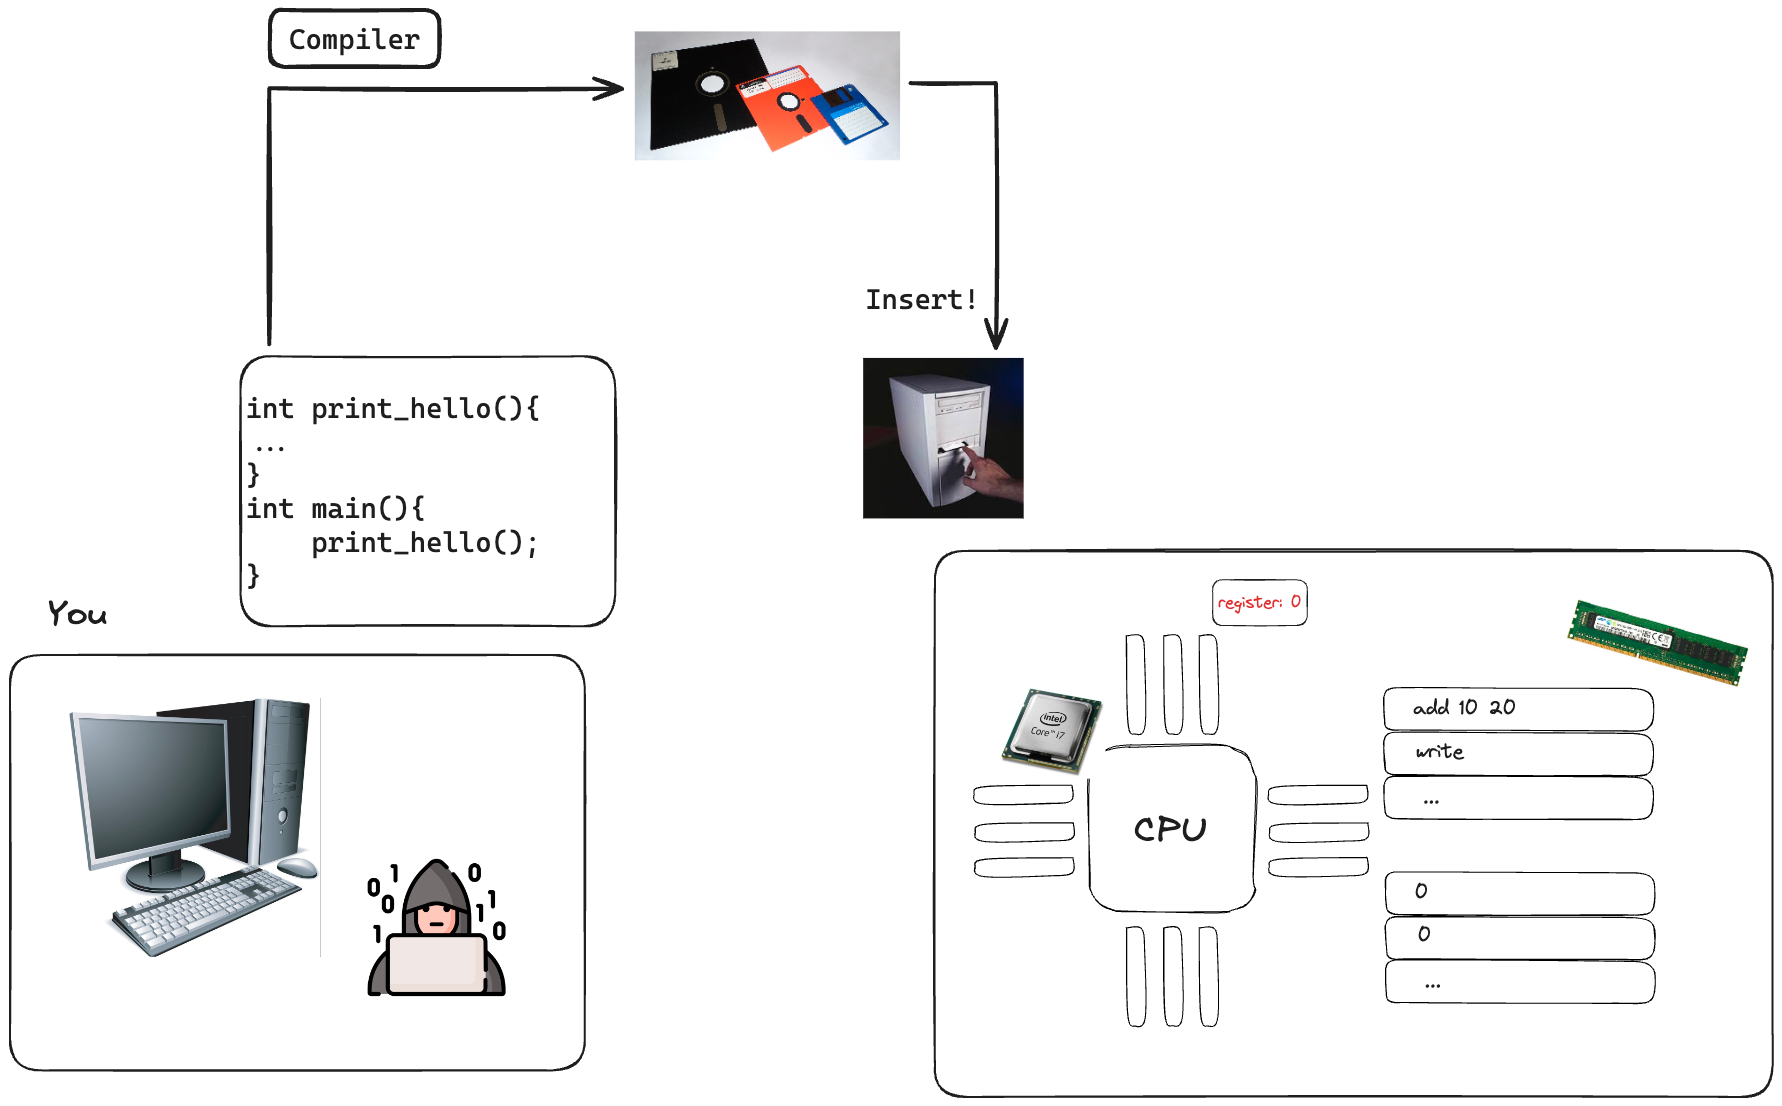 Compiler
Insert!
int print_hello(){
...
}
int main(){
print_hello();
}
You
register: 0
intel
Core™ i7
CPU
add 10 20
write
...
0
0
...
1
0
0
0
1
1
1
0